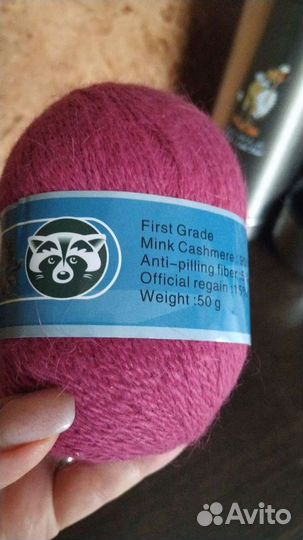 First Grade
Mink Cashmere
Anti-pilling fiber
Official regain
Weight :50 g
Avito